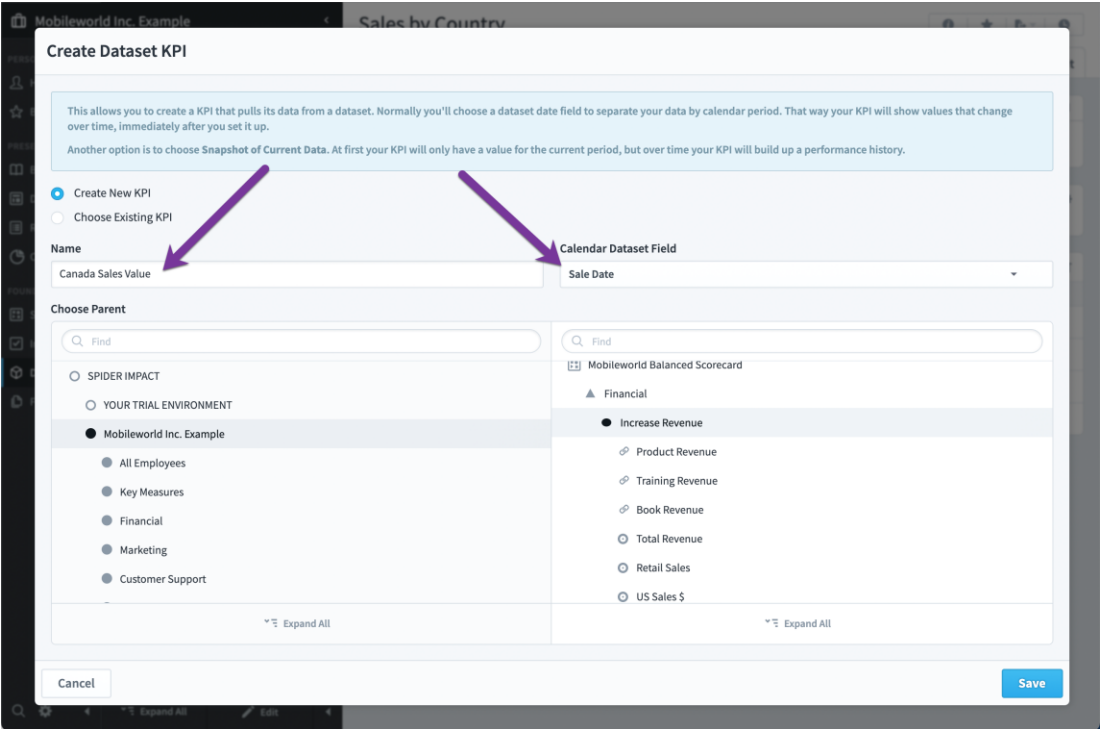 Mobileworld Inc. Example
Sales by Country
Create Dataset KPI
This allows you to create a KPI that pulls its data from a dataset. Normally you'll choose a dataset date field to separate your data by calendar period. That way your KPI will show values that change
over time, immediately after you set it up.
Another option is to choose Snapshot of Current Data. At first your KPI will only have a value for the current period, but over time your KPI will build up a performance history.
Create New KPI
Choose Existing KPI
Name
Calendar Dataset Field
Canada Sales Value
Sale Date
Choose Parent
Find
Find
SPIDER IMPACT
YOUR TRIAL ENVIRONMENT
Mobileworld Inc. Example
All Employees
Key Measures
Financial
Marketing
Customer Support
Expand All
Mobileworld Balanced Scorecard
Financial
Increase Revenue
Product Revenue
Training Revenue
Book Revenue
Total Revenue
Retail Sales
US Sales $
Expand All
Cancel
Save
Expand All
Edit